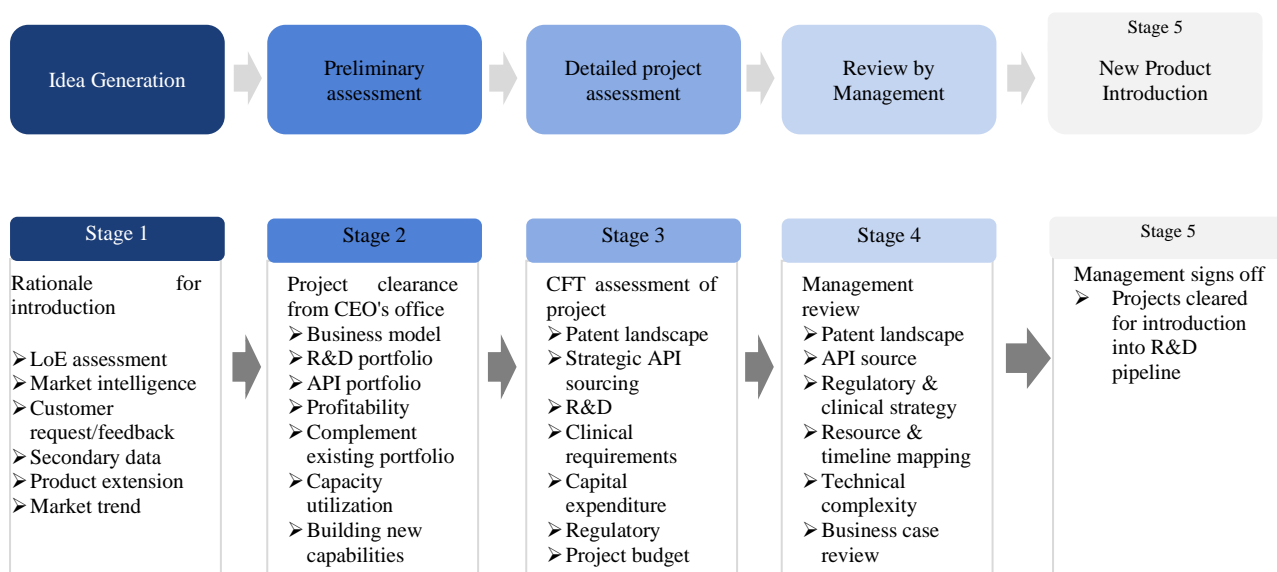 Idea Generation
Preliminary
assessment
Detailed project
assessment
Review by
Management
Stage 5
New Product
Introduction
Stage 1
Rationale for
introduction
➢ LoE assessment
➢ Market intelligence
➢ Customer
request/feedback
➢ Secondary data
➢ Product extension
➢ Market trend
Stage 2
Project clearance
from CEO's office
➢ Business model
➢ R&D portfolio
➢ API portfolio
➢ Profitability
➢ Complement
existing portfolio
➢ Capacity
utilization
➢ Building new
capabilities
Stage 3
CFT assessment of
project
➢ Patent landscape
➢ Strategic API
sourcing
➢ R&D
➢ Clinical
requirements
➢ Capital
expenditure
➢ Regulatory
➢ Project budget
Stage 4
Management
review
➢ Patent landscape
➢ API source
➢ Regulatory &
clinical strategy
➢ Resource &
timeline mapping
➢ Technical
complexity
➢ Business case
review
Stage 5
Management signs off
➢ Projects cleared
for introduction
into R&D
pipeline